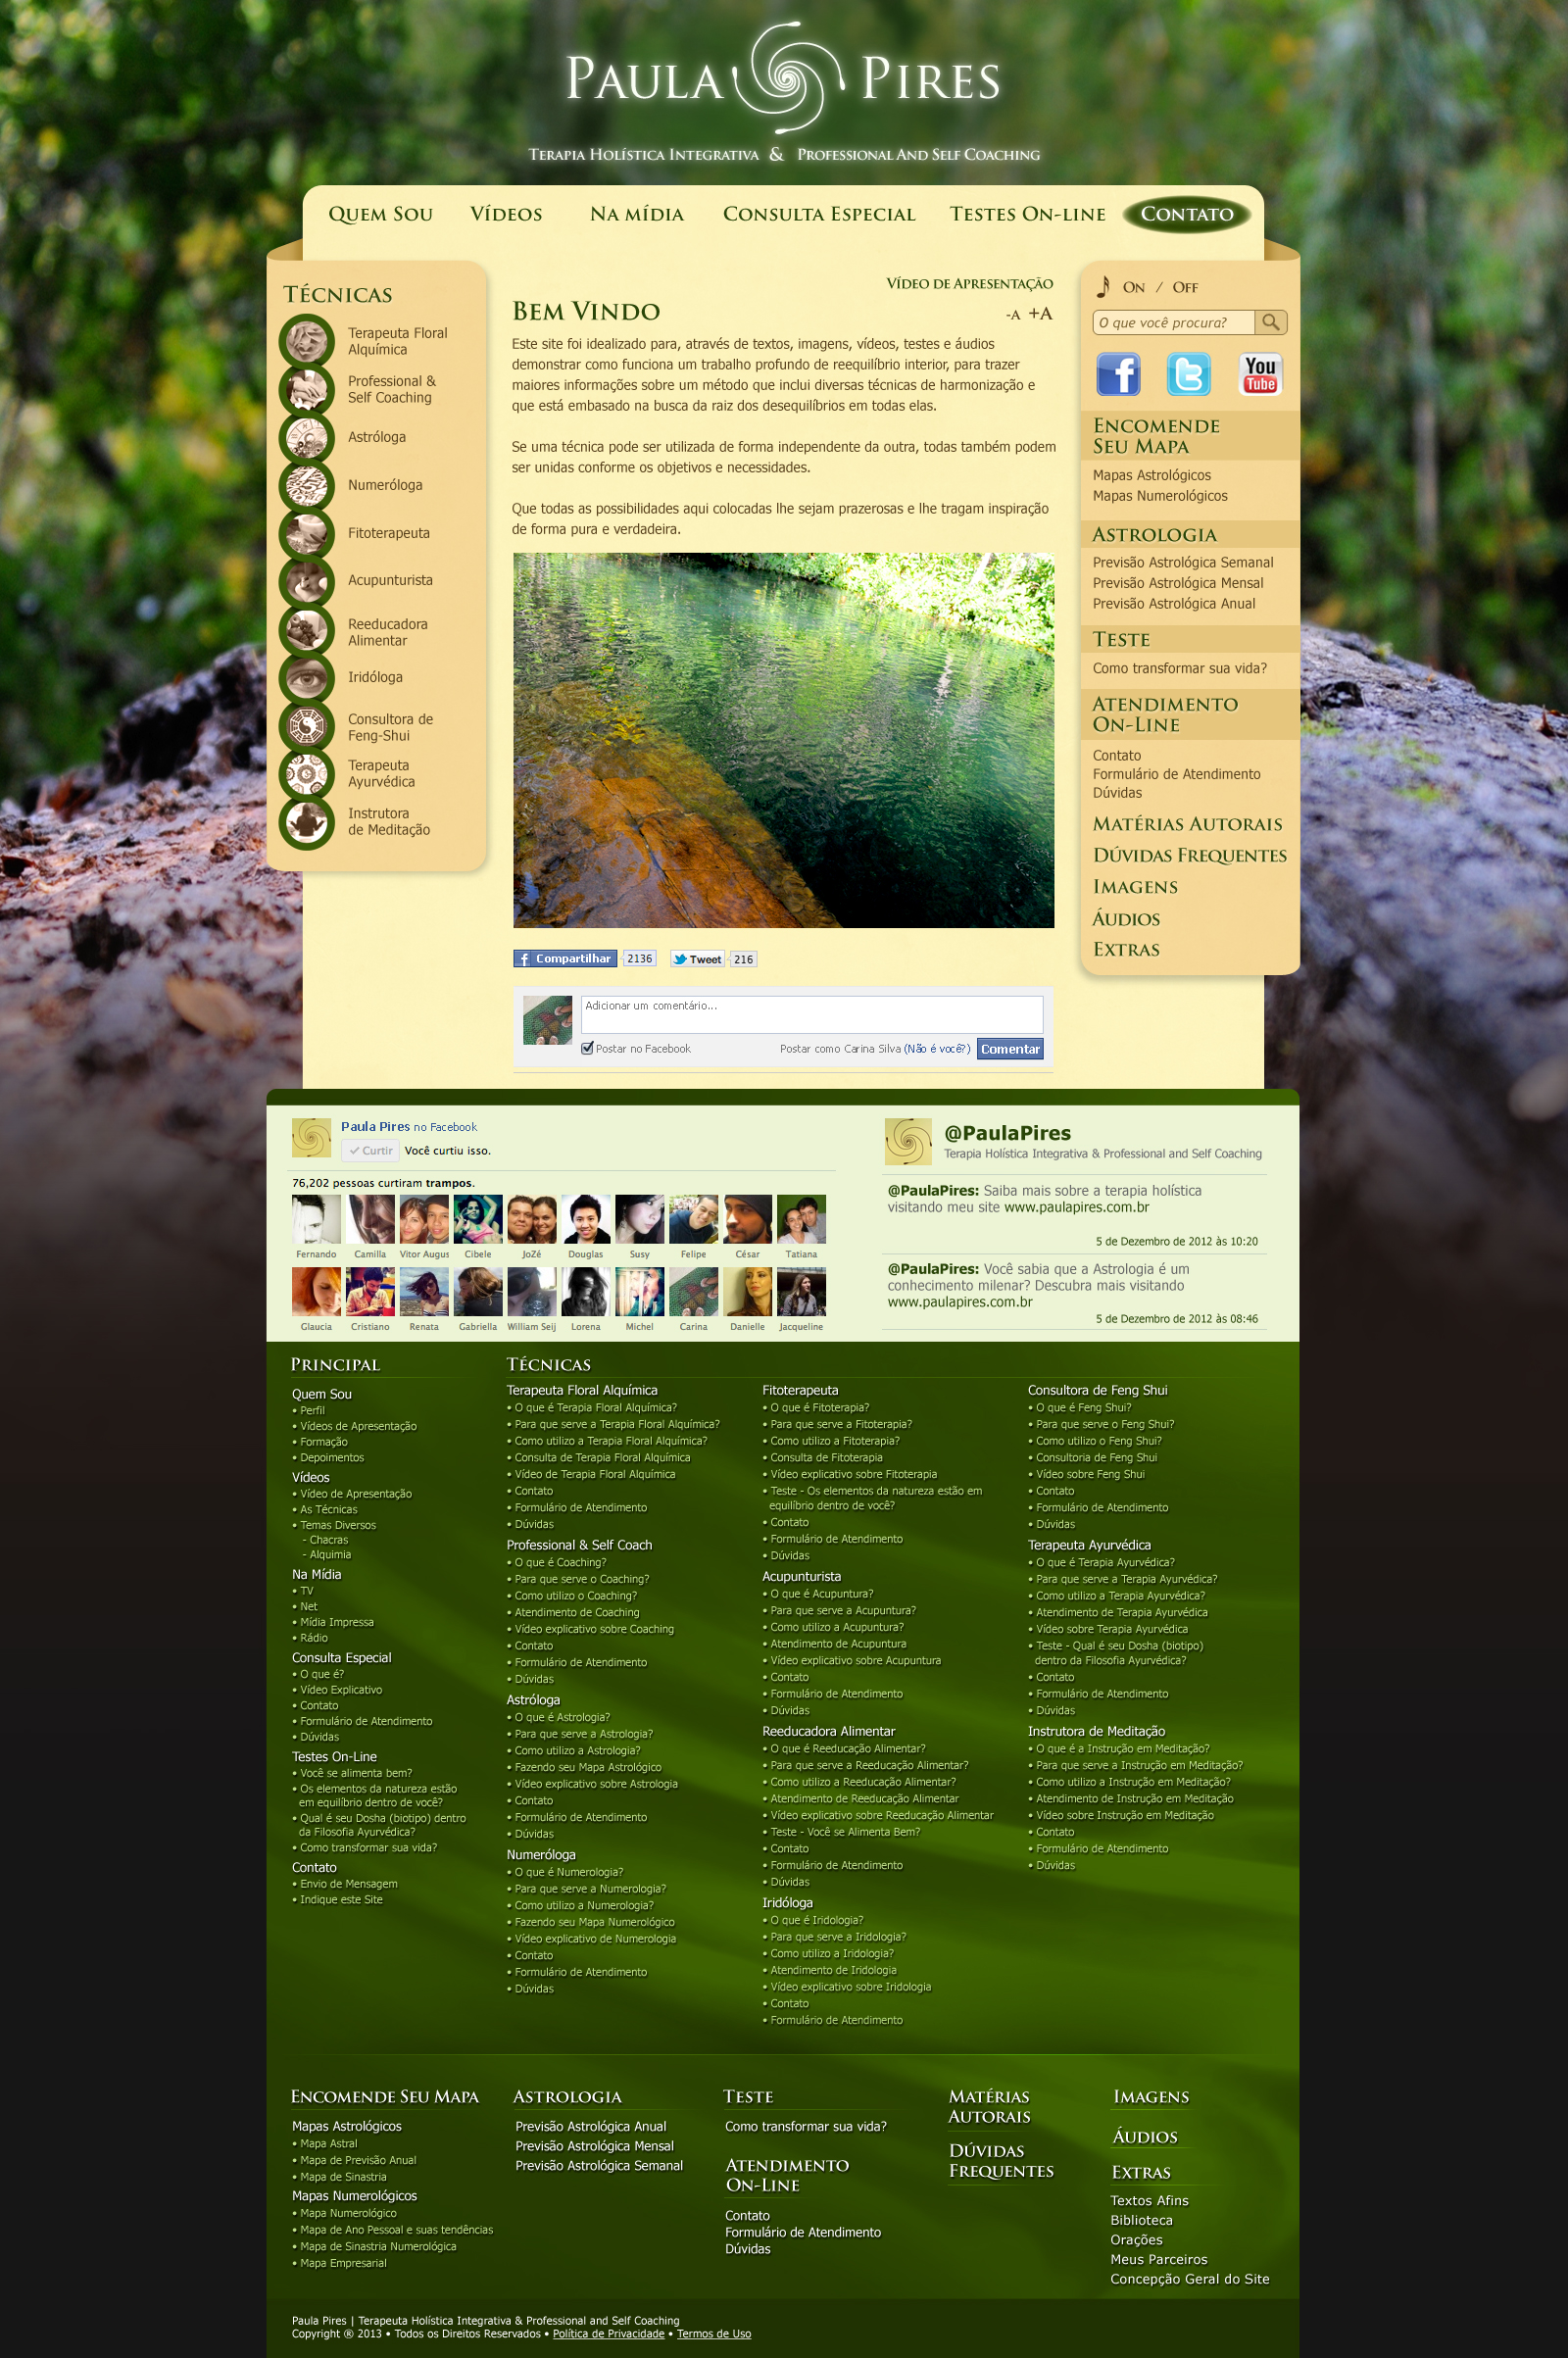 Paula Pires
Terapia Holística Integrativa & Professional And Self Coaching
Quem Sou Vídeos Na mídia Consulta Especial Testes On-line Contato
Técnicas
Terapeuta Floral
Alquímica
Professional &
Self Coaching
Astróloga
Numeróloga
Fitoterapeuta
Acupunturista
Reeducadora
Alimentar
Iridóloga
Consultora de
Feng-Shui
Terapeuta
Ayurvédica
Instrutora
de Meditação
Vídeo de Apresentação
Bem Vindo
-A +A
Este site foi idealizado para, através de textos, imagens, vídeos, testes e áudios
demonstrar como funciona um trabalho profundo de reequilíbrio interior, para trazer
maiores informações sobre um método que inclui diversas técnicas de harmonização e
que está embasado na busca da raiz dos desequilíbrios em todas elas.
Se uma técnica pode ser utilizada de forma independente da outra, todas também podem
ser unidas conforme os objetivos e necessidades.
Que todas as possibilidades aqui colocadas lhe sejam prazerosas e lhe tragam inspiração
de forma pura e verdadeira.
f Compartilhar 2136 Tweet 216
Adicionar um comentário...
Postar no Facebook Postar como Carina Silva (Não é você?) Comentar
On / Off
O que você procura?
f t You Tube
Encomende
Seu Mapa
Mapas Astrológicos
Mapas Numerológicos
Astrologia
Previsão Astrológica Semanal
Previsão Astrológica Mensal
Previsão Astrológica Anual
Teste
Como transformar sua vida?
Atendimento
On-Line
Contato
Formulário de Atendimento
Dúvidas
Matérias Autorais
Dúvidas Frequentes
Imagens
Áudios
Extras
Paula Pires no Facebook
Curtir Você curtiu isso.
76,202 pessoas curtiram trampos.
Fernando Camilla Vitor Augus Cibele JoZé Douglas Susy Felipe César Tatiana
Glaucia Cristiano Renata Gabriella William Seij Lorena Michel Carina Danielle Jacqueline
@PaulaPires
Terapia Holística Integrativa & Professional and Self Coaching
@PaulaPires: Saiba mais sobre a terapia holística
visitando meu site www.paulapires.com.br
5 de Dezembro de 2012 às 10:20
@PaulaPires: Você sabia que a Astrologia é um
conhecimento milenar? Descubra mais visitando
www.paulapires.com.br
5 de Dezembro de 2012 às 08:46
Principal
Quem Sou
• Perfil
• Vídeos de Apresentação
• Formação
• Depoimentos
Vídeos
• Vídeo de Apresentação
• As Técnicas
• Temas Diversos
- Chacras
- Alquimia
Na Mídia
• TV
• Net
• Mídia Impressa
• Rádio
Consulta Especial
• O que é?
• Vídeo Explicativo
• Contato
• Formulário de Atendimento
• Dúvidas
Testes On-Line
• Você se alimenta bem?
• Os elementos da natureza estão
em equilíbrio dentro de você?
• Qual é seu Dosha (biotipo) dentro
da Filosofia Ayurvédica?
• Como transformar sua vida?
Contato
• Envio de Mensagem
• Indique este Site
Técnicas
Terapeuta Floral Alquímica
• O que é Terapia Floral Alquímica?
• Para que serve a Terapia Floral Alquímica?
• Como utilizo a Terapia Floral Alquímica?
• Consulta de Terapia Floral Alquímica
• Vídeo de Terapia Floral Alquímica
• Contato
• Formulário de Atendimento
• Dúvidas
Professional & Self Coach
• O que é Coaching?
• Para que serve o Coaching?
• Como utilizo o Coaching?
• Atendimento de Coaching
• Vídeo explicativo sobre Coaching
• Contato
• Formulário de Atendimento
• Dúvidas
Astróloga
• O que é Astrologia?
• Para que serve a Astrologia?
• Como utilizo a Astrologia?
• Fazendo seu Mapa Astrológico
• Vídeo explicativo sobre Astrologia
• Contato
• Formulário de Atendimento
• Dúvidas
Numeróloga
• O que é Numerologia?
• Para que serve a Numerologia?
• Como utilizo a Numerologia?
• Fazendo seu Mapa Numerológico
• Vídeo explicativo de Numerologia
• Contato
• Formulário de Atendimento
• Dúvidas
Fitoterapeuta
• O que é Fitoterapia?
• Para que serve a Fitoterapia?
• Como utilizo a Fitoterapia?
• Consulta de Fitoterapia
• Vídeo explicativo sobre Fitoterapia
• Teste - Os elementos da natureza estão em
equilíbrio dentro de você?
• Contato
• Formulário de Atendimento
• Dúvidas
Acupunturista
• O que é Acupuntura?
• Para que serve a Acupuntura?
• Como utilizo a Acupuntura?
• Atendimento de Acupuntura
• Vídeo explicativo sobre Acupuntura
• Contato
• Formulário de Atendimento
• Dúvidas
Reeducadora Alimentar
• O que é Reeducação Alimentar?
• Para que serve a Reeducação Alimentar?
• Como utilizo a Reeducação Alimentar?
• Atendimento de Reeducação Alimentar
• Vídeo explicativo sobre Reeducação Alimentar
• Teste - Você se Alimenta Bem?
• Contato
• Formulário de Atendimento
• Dúvidas
Iridóloga
• O que é Iridologia?
• Para que serve a Iridologia?
• Como utilizo a Iridologia?
• Atendimento de Iridologia
• Vídeo explicativo sobre Iridologia
• Contato
• Formulário de Atendimento
Consultora de Feng Shui
• O que é Feng Shui?
• Para que serve o Feng Shui?
• Como utilizo o Feng Shui?
• Consultoria de Feng Shui
• Vídeo sobre Feng Shui
• Contato
• Formulário de Atendimento
• Dúvidas
Terapeuta Ayurvédica
• O que é Terapia Ayurvédica?
• Para que serve a Terapia Ayurvédica?
• Como utilizo a Terapia Ayurvédica?
• Atendimento de Terapia Ayurvédica
• Vídeo sobre Terapia Ayurvédica
• Teste - Qual é seu Dosha (biotipo)
dentro da Filosofia Ayurvédica?
• Contato
• Formulário de Atendimento
• Dúvidas
Instrutora de Meditação
• O que é a Instrução em Meditação?
• Para que serve a Instrução em Meditação?
• Como utilizo a Instrução em Meditação?
• Atendimento de Instrução em Meditação
• Vídeo sobre Instrução em Meditação
• Contato
• Formulário de Atendimento
• Dúvidas
Encomende Seu Mapa
Mapas Astrológicos
• Mapa Astral
• Mapa de Previsão Anual
• Mapa de Sinastria
Mapas Numerológicos
• Mapa Numerológico
• Mapa de Ano Pessoal e suas tendências
• Mapa de Sinastria Numerológica
• Mapa Empresarial
Astrologia
Previsão Astrológica Anual
Previsão Astrológica Mensal
Previsão Astrológica Semanal
Teste
Como transformar sua vida?
Atendimento
On-Line
Contato
Formulário de Atendimento
Dúvidas
Matérias
Autorais
Dúvidas
Frequentes
Imagens
Áudios
Extras
Textos Afins
Biblioteca
Orações
Meus Parceiros
Concepção Geral do Site
Paula Pires | Terapeuta Holística Integrativa & Professional and Self Coaching
Copyright ® 2013 • Todos os Direitos Reservados • Política de Privacidade • Termos de Uso